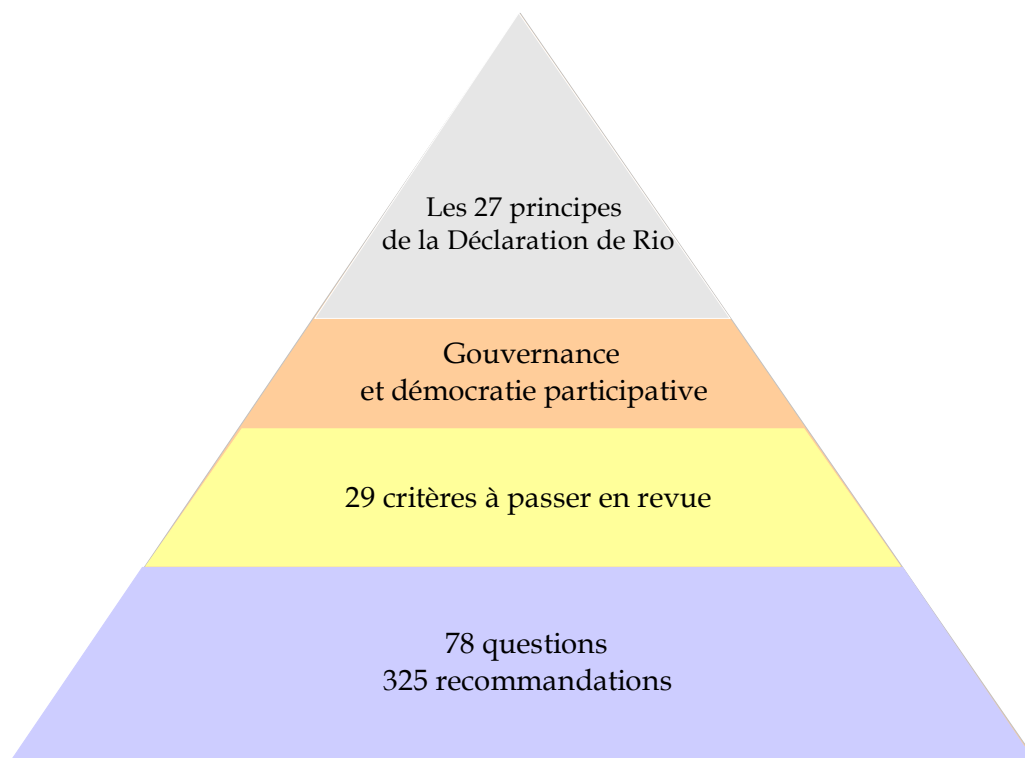 Les 27 principes
de la Déclaration de Rio
Gouvernance
et démocratie participative
29 critères à passer en revue
78 questions
325 recommandations